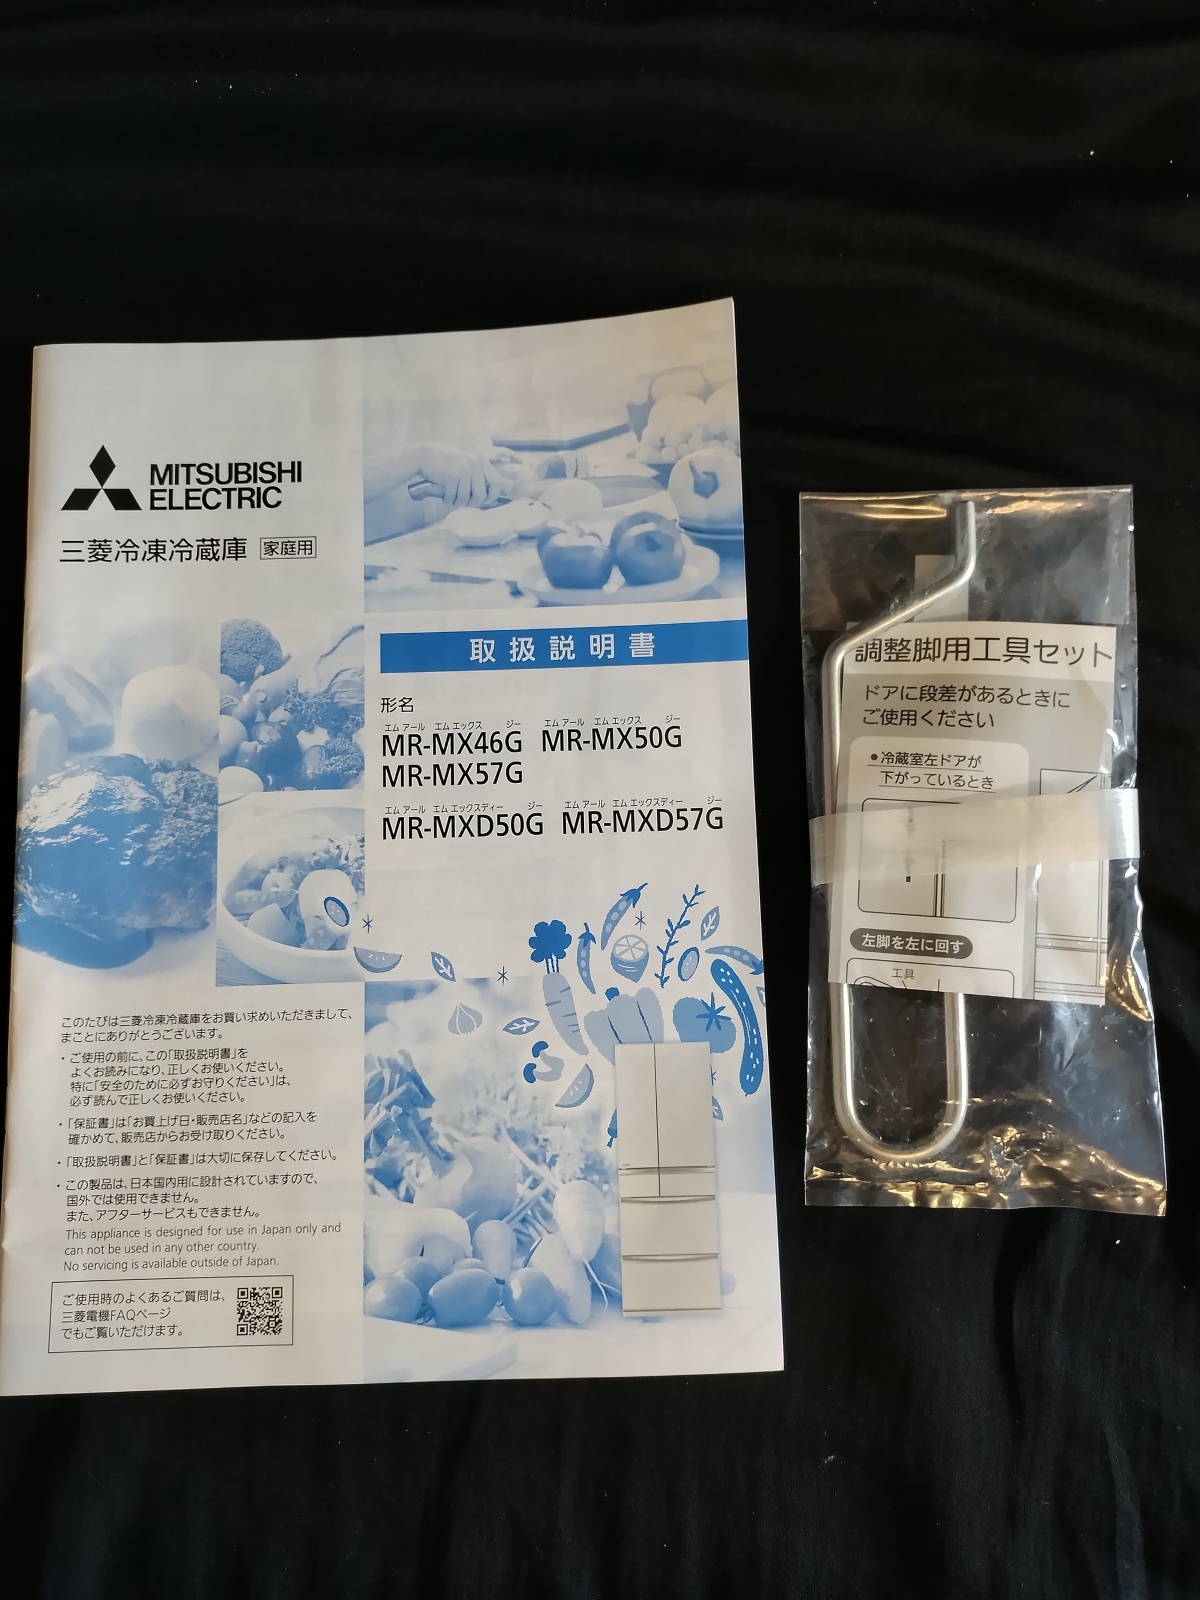 MITSUBISHI
ELECTRIC
三菱冷凍冷蔵庫 家庭用
取扱説明書
形名
エム アール エム エックス ジー エム アール エム エックス ジー
MR-MX46G MR-MX50G
MR-MX57G
エム アール エム エックスディー ジー エム アール エム エックスディー ジー
MR-MXD50G MR-MXD57G
このたびは三菱冷凍冷蔵庫をお買い求めいただきまして、
まことにありがとうございます。
・ご使用の前に、この「取扱説明書」を
よくお読みになり、正しくお使いください。
特に「安全のために必ずお守りください」は、
必ず読んで正しくお使いください。
・「保証書」は「お買上げ日・販売店名」などの記入を
確かめて、販売店からお受け取りください。
・「取扱説明書」と「保証書」は大切に保存してください。
・この製品は、日本国内用に設計されていますので、
国外では使用できません。
また、アフターサービスもできません。
This appliance is designed for use in Japan only and
can not be used in any other country.
No servicing is available outside of Japan.
ご使用時のよくあるご質問は、
三菱電機FAQページ
でもご覧いただけます。
調整脚用工具セット
ドアに段差があるときに
ご使用ください
●冷蔵室左ドアが
下がっているとき
左脚を左に回す
工具